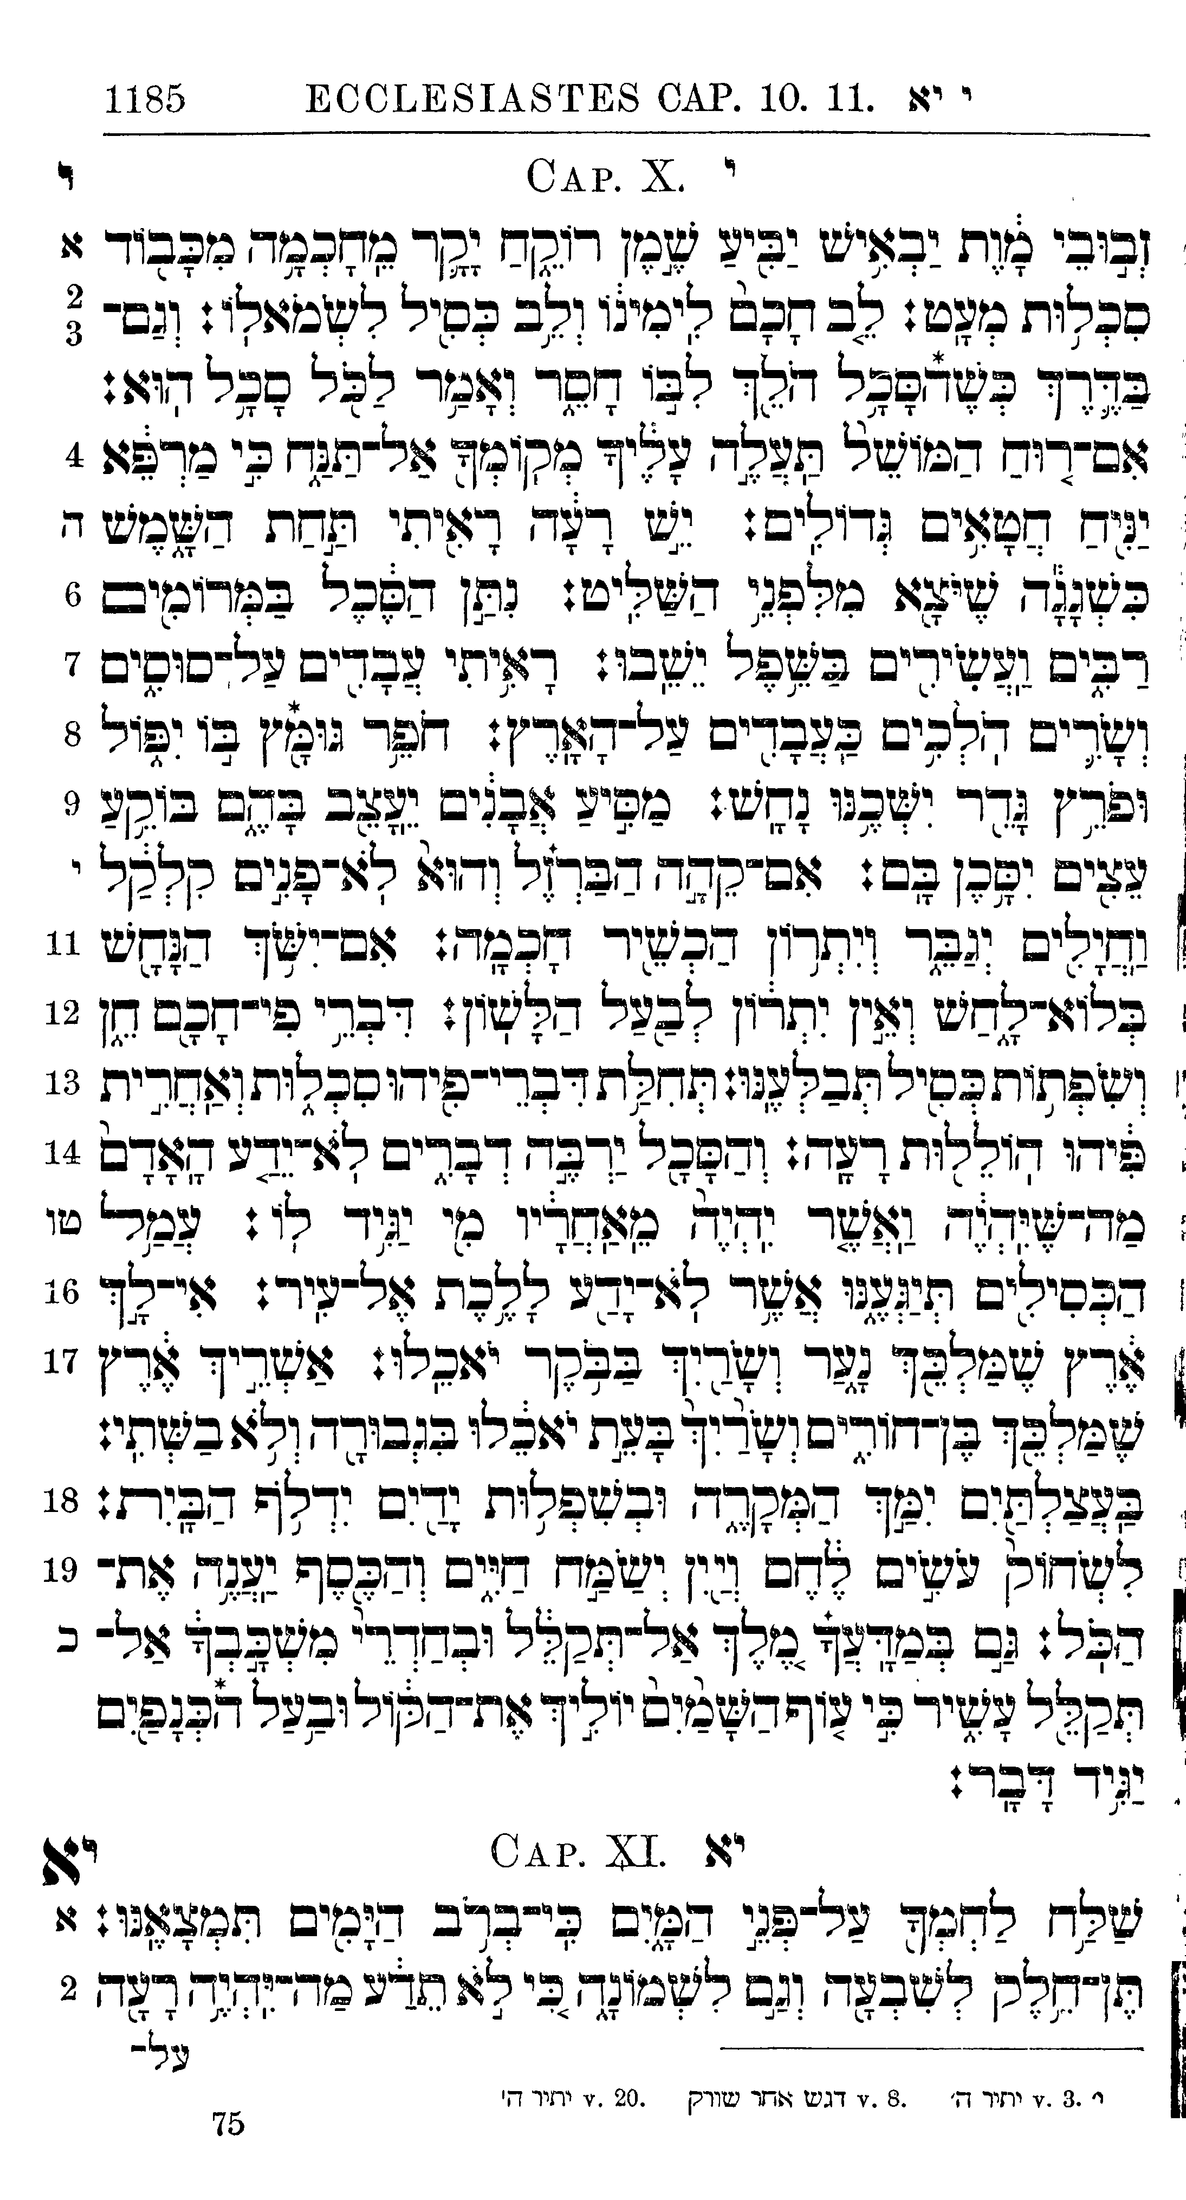 1185 ECCLESIASTES CAP. 10. 11. י יא
י CAP. X. י
א זְב֣וּבֵי מָ֔וֶת יַבְאִ֥ישׁ יַבִּ֖יעַ שֶׁ֣מֶן רוֹקֵ֑חַ יָקָ֛ר מֵחָכְמָ֥ה מִכָּב֖וֹד
2 3 סִכְל֥וּת מְעָֽט׃ לֵ֤ב חָכָם֙ לִֽימִינ֔וֹ וְלֵ֥ב כְּסִ֖יל לִשְׂמֹאלֽוֹ׃ וְגַם־
בַּדֶּ֛רֶךְ כְּשֶׁהסָּכָ֥ל* הֹלֵ֖ךְ לִבּ֣וֹ חָסֵ֑ר וְאָמַ֥ר לַכֹּ֖ל סָכָ֥ל הֽוּא׃
4 אִם־ר֤וּחַ הַמּוֹשֵׁל֙ תַּעֲלֶ֣ה עָלֶ֔יךָ מְקוֹמְךָ֖ אַל־תַּנַּ֑ח כִּ֣י מַרְפֵּ֔א
ה יַנִּ֖יחַ חֲטָאִ֥ים גְּדוֹלִֽים׃ יֵ֣שׁ רָעָ֔ה רָאִ֖יתִי תַּ֣חַת הַשָּׁ֑מֶשׁ
6 כִּשְׁגָגָ֕ה שֶׁיֹּצָ֖א מִלִּפְנֵ֥י הַשַּׁלִּֽיט׃ נִתַּ֣ן הַסֶּ֔כֶל בַּמְּרוֹמִ֖ים
7 רַבִּ֑ים וַעֲשִׁירִ֖ים בַּשֵּׁ֥פֶל יֵשֵֽׁבוּ׃ רָאִ֥יתִי עֲבָדִ֖ים עַל־סוּסִ֑ים
8 וְשָׂרִ֛ים הֹלְכִ֥ים כַּעֲבָדִ֖ים עַל־הָאָֽרֶץ׃ חֹפֵ֥ר גּוּמָּ֖ץ* בּ֣וֹ יִפּ֑וֹל
9 וּפֹרֵ֥ץ גָּדֵ֖ר יִשְּׁכֶ֥נּוּ נָחָֽשׁ׃ מַסִּ֣יעַ אֲבָנִ֔ים יֵעָצֵ֖ב בָּהֶ֑ם בּוֹקֵ֥עַ
י עֵצִ֖ים יִסָּ֥כֶן בָּֽם׃ אִם־קֵהָ֣ה הַבַּרְזֶ֗ל וְהוּא֙ לֹא־פָנִ֣ים קִלְקַ֔ל
11 וַחֲיָלִ֖ים יְגַבֵּ֑ר וְיִתְר֥וֹן הַכְשֵׁ֖יר חָכְמָֽה׃ אִם־יִשֹּׁ֥ךְ הַנָּחָ֖שׁ
12 בְּלוֹא־לָ֑חַשׁ וְאֵ֣ין יִתְר֔וֹן לְבַ֖עַל הַלָּשֽׁוֹן׃ דִּבְרֵ֥י פִי־חָכָ֖ם חֵ֑ן
13 וְשִׂפְת֥וֹת כְּסִ֖יל תְּבַלְּעֶֽנּוּ׃ תְּחִלַּ֥ת דִּבְרֵי־פִ֖יהוּ סִכְל֑וּת וְאַחֲרִ֣ית
14 פִּ֔יהוּ הוֹלֵל֖וּת רָעָֽה׃ וְהַסָּכָ֖ל יַרְבֶּ֣ה דְבָרִ֑ים לֹא־יֵדַ֤ע הָאָדָם֙
טו מַה־שֶׁיִּֽהְיֶ֔ה וַאֲשֶׁ֤ר יִֽהְיֶה֙ מֵֽאַחֲרָ֔יו מִ֖י יַגִּ֥יד לֽוֹ׃ עֲמַ֥ל
16 הַכְּסִילִ֖ים תְּיַגְּעֶ֑נּוּ אֲשֶׁ֥ר לֹֽא־יָדַ֖ע לָלֶ֥כֶת אֶל־עִֽיר׃ אִי־לָ֣ךְ
17 אֶ֔רֶץ שֶׁמַּלְכֵּ֖ךְ נָ֑עַר וְשָׂרַ֖יִךְ בַּבֹּ֥קֶר יֹאכֵֽלוּ׃ אַשְׁרֵ֣יךְ אֶ֔רֶץ
שֶׁמַּלְכֵּ֖ךְ בֶּן־חוֹרִ֑ים וְשָׂרַ֙יִךְ֙ בָּעֵ֣ת יֹאכֵ֔לוּ בִּגְבוּרָ֖ה וְלֹ֥א בַשְּׁתִֽי׃
18 בַּעֲצַלְתַּ֖יִם יִמַּ֣ךְ הַמְּקָרֶ֑ה וּבְשִׁפְל֥וּת יָדַ֖יִם יִדְלֹ֥ף הַבָּֽיִת׃
19 לִשְׂחוֹק֙ עֹשִׂ֣ים לֶ֔חֶם וְיַ֖יִן יְשַׂמַּ֣ח חַיִּ֑ים וְהַכֶּ֖סֶף יַעֲנֶ֥ה אֶת־
כ הַכֹּֽל׃ גַּ֣ם בְּמַדָּעֲךָ֗ מֶ֚לֶךְ אַל־תְּקַלֵּ֔ל וּבְחַדְרֵי֙ מִשְׁכָּ֣בְךָ֔ אַל־
תְּקַלֵּ֖ל עָשִׁ֑יר כִּ֣י ע֤וֹף הַשָּׁמַ֙יִם֙ יוֹלִ֣יךְ אֶת־הַקּ֔וֹל וּבַ֥עַל הכְּנָפַ֖יִם*
יַגִּ֥יד דָּבָֽר׃
יא CAP. XI. יא
א שַׁלַּ֥ח לַחְמְךָ֖ עַל־פְּנֵ֣י הַמָּ֑יִם כִּֽי־בְרֹ֥ב הַיָּמִ֖ים תִּמְצָאֶֽנּוּ׃
2 תֶּן־חֵ֥לֶק לְשִׁבְעָ֖ה וְגַ֣ם לִשְׁמוֹנָ֑ה כִּ֚י לֹ֣א תֵדַ֔ע מַה־יִּהְיֶ֥ה רָעָ֖ה
על־
י v. 3. יתיר ה׳ v. 8. דגש אחר שורק v. 20. יתיר ה׳
75